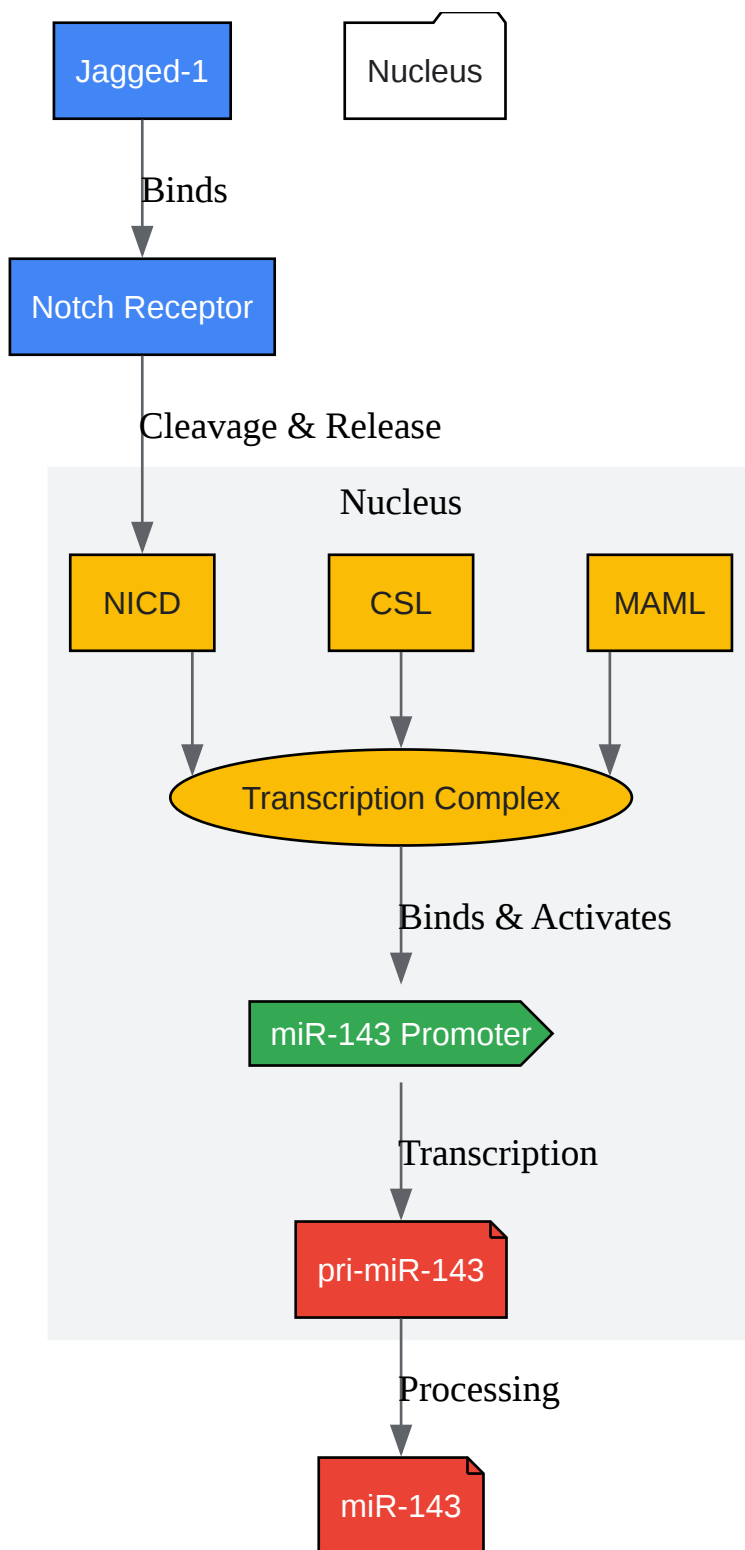 Jagged-1
Nucleus
Binds
Notch Receptor
Cleavage & Release
Nucleus
NICD
CSL
MAML
Transcription Complex
Binds & Activates
miR-143 Promoter
Transcription
pri-miR-143
Processing
miR-143